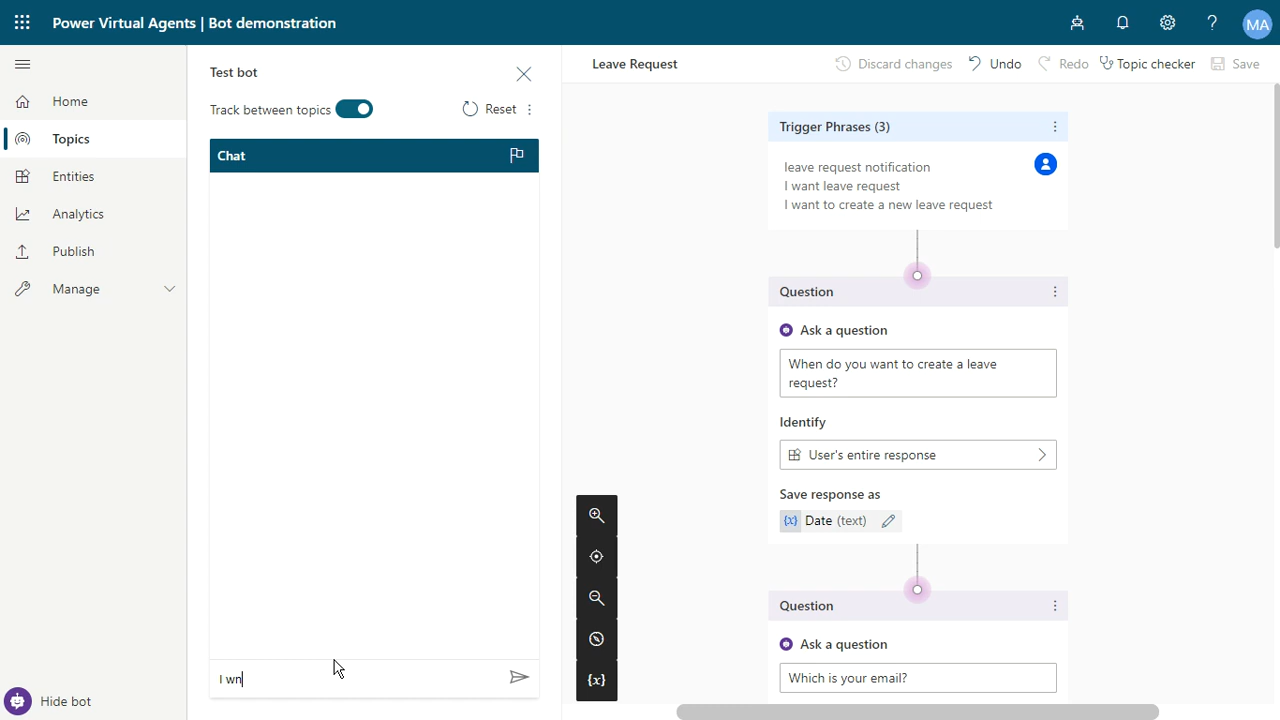 Power Virtual Agents | Bot demonstration
MA
Home
Topics
Entities
Analytics
Publish
Manage
Hide bot
Test bot
Track between topics
Reset
Chat
I wn
Leave Request
Discard changes
Undo
Redo
Topic checker
Save
Trigger Phrases (3)
leave request notification
I want leave request
I want to create a new leave request
Question
Ask a question
When do you want to create a leave
request?
Identify
User's entire response
Save response as
{x} Date (text)
Question
Ask a question
Which is your email?
{x}